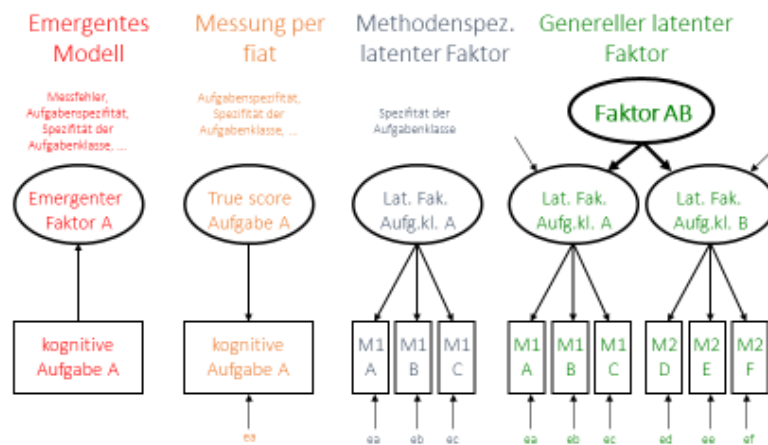 Emergentes
Modell
Messfehler,
Aufgabenspezifität,
Spezifität der
Aufgabenklasse, ...
Emergenter
Faktor A
kognitive
Aufgabe A
Messung per
fiat
Aufgabenspezifität,
Spezifität der
Aufgabenklasse, ...
True score
Aufgabe A
kognitive
Aufgabe A
ea
Methodenspez.
latenter Faktor
Spezifität der
Aufgabenklasse
Lat. Fak.
Aufg.kl. A
M1
A
M1
B
M1
C
ea
eb
ec
Genereller latenter
Faktor
Faktor AB
Lat. Fak.
Aufg.kl. A
Lat. Fak.
Aufg.kl. B
M1
A
M1
B
M1
C
M2
D
M2
E
M2
F
ea
eb
ec
ed
ee
ef